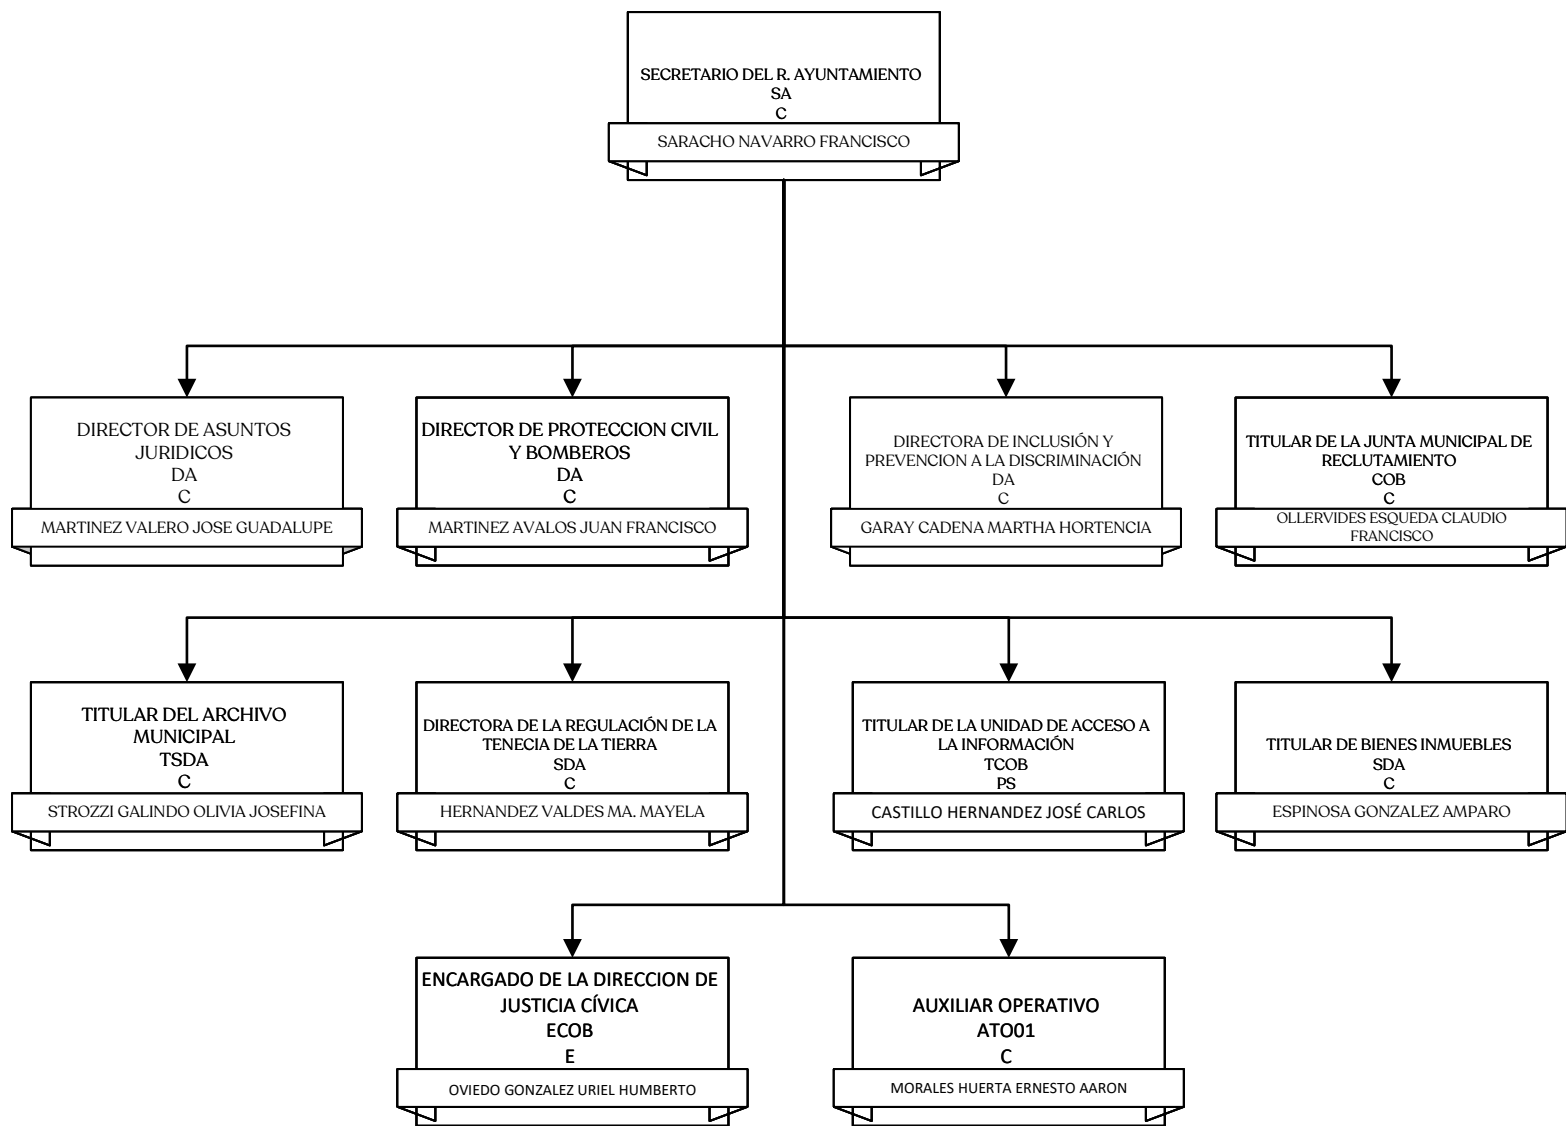 SECRETARIO DEL R. AYUNTAMIENTO
SA
C
SARACHO NAVARRO FRANCISCO
DIRECTOR DE ASUNTOS
JURIDICOS
DA
C
MARTINEZ VALERO JOSE GUADALUPE
DIRECTOR DE PROTECCION CIVIL
Y BOMBEROS
DA
C
MARTINEZ AVALOS JUAN FRANCISCO
DIRECTORA DE INCLUSIÓN Y
PREVENCION A LA DISCRIMINACIÓN
DA
C
GARAY CADENA MARTHA HORTENCIA
TITULAR DE LA JUNTA MUNICIPAL DE
RECLUTAMIENTO
COB
C
OLLERVIDES ESQUEDA CLAUDIO
FRANCISCO
TITULAR DEL ARCHIVO
MUNICIPAL
TSDA
C
STROZZI GALINDO OLIVIA JOSEFINA
DIRECTORA DE LA REGULACIÓN DE LA
TENECIA DE LA TIERRA
SDA
C
HERNANDEZ VALDES MA. MAYELA
TITULAR DE LA UNIDAD DE ACCESO A
LA INFORMACIÓN
TCOB
PS
CASTILLO HERNANDEZ JOSÉ CARLOS
TITULAR DE BIENES INMUEBLES
SDA
C
ESPINOSA GONZALEZ AMPARO
ENCARGADO DE LA DIRECCION DE
JUSTICIA CÍVICA
ECOB
E
OVIEDO GONZALEZ URIEL HUMBERTO
AUXILIAR OPERATIVO
ATO01
C
MORALES HUERTA ERNESTO AARON